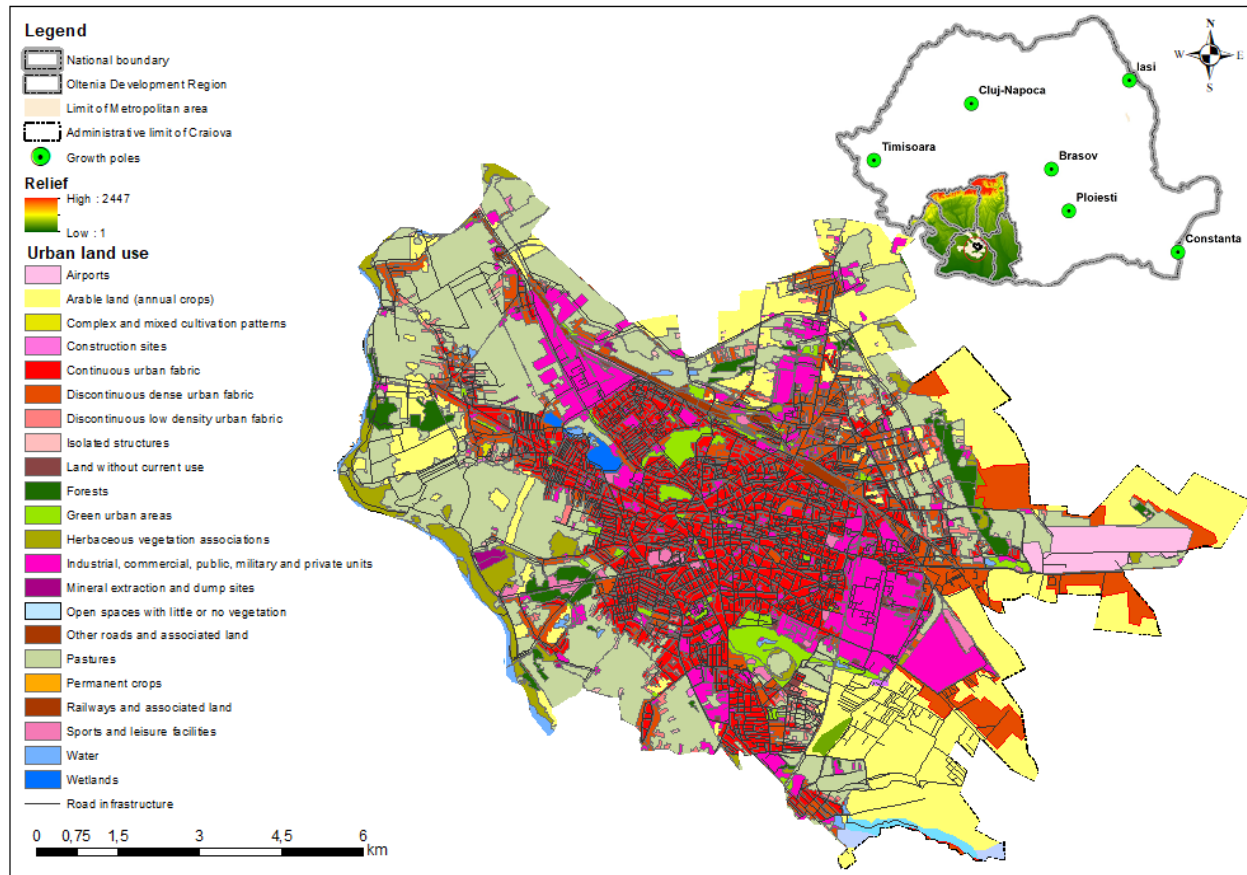 Legend
National boundary
Oltenia Development Region
Limit of Metropolitan area
Administrative limit of Craiova
Growth poles
Relief
High : 2447
Low : 1
Urban land use
Airports
Arable land (annual crops)
Complex and mixed cultivation patterns
Construction sites
Continuous urban fabric
Discontinuous dense urban fabric
Discontinuous low density urban fabric
Isolated structures
Land without current use
Forests
Green urban areas
Herbaceous vegetation associations
Industrial, commercial, public, military and private units
Mineral extraction and dump sites
Open spaces with little or no vegetation
Other roads and associated land
Pastures
Permanent crops
Railways and associated land
Sports and leisure facilities
Water
Wetlands
Road infrastructure
0 0,75 1,5 3 4,5 6
km
N
W E
S
Iasi
Cluj-Napoca
Timisoara
Brasov
Ploiesti
Constanta